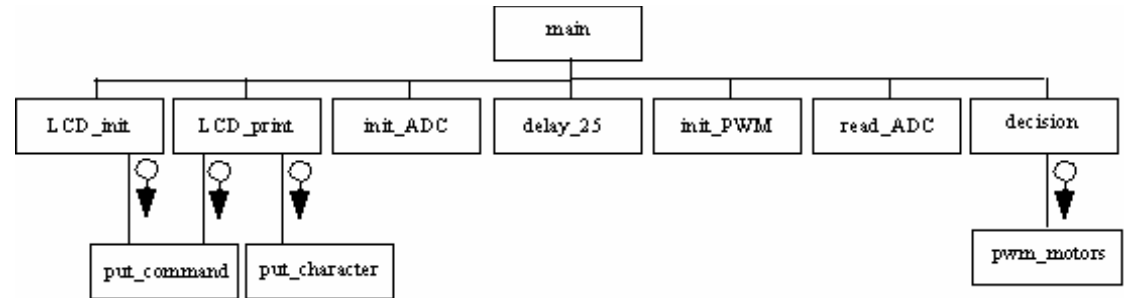 main
LCD_init
LCD_print
init_ADC
delay_25
init_PWM
read_ADC
decision
put_command
put_character
pwm_motors